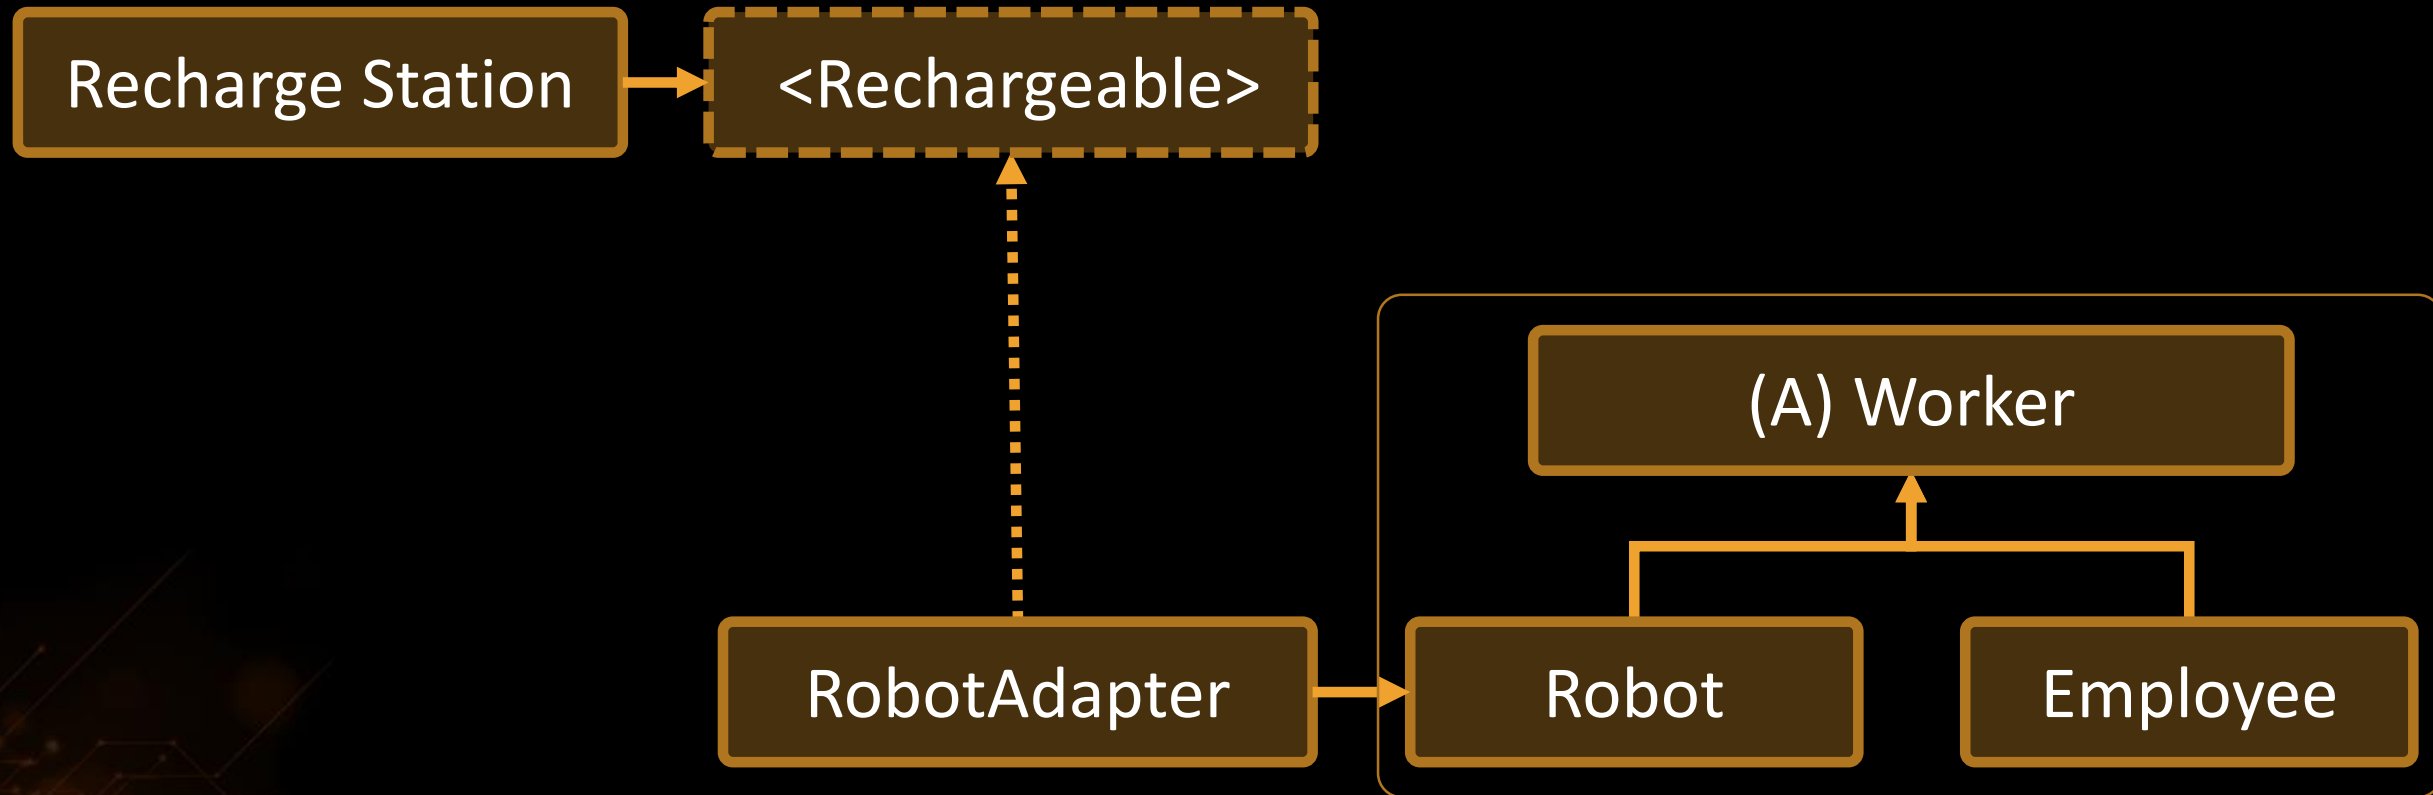 Recharge Station
<Rechargeable>
(A) Worker
RobotAdapter
Robot
Employee